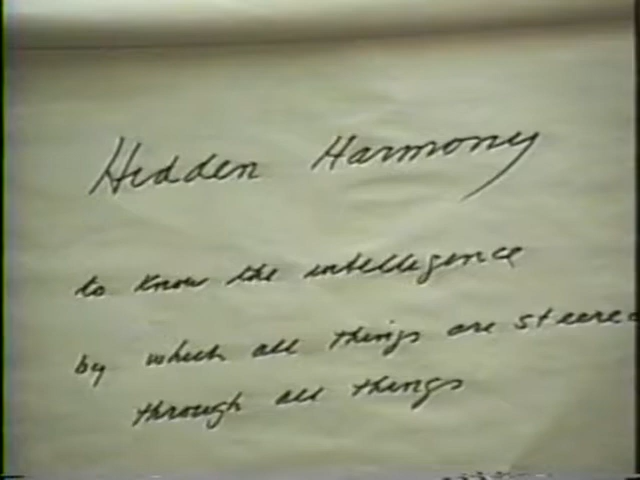 Hidden Harmony
to know the intelligence
by which all things are steered
through all things